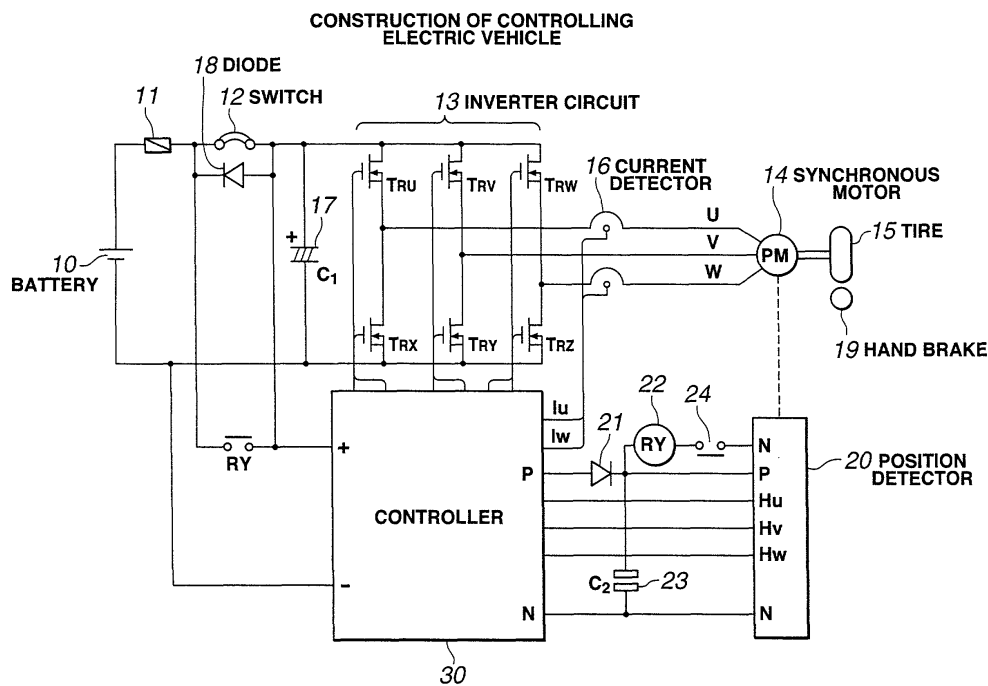 CONSTRUCTION OF CONTROLLING
ELECTRIC VEHICLE
18 DIODE
11
12 SWITCH
13 INVERTER CIRCUIT
16 CURRENT
DETECTOR
14 SYNCHRONOUS
MOTOR
TRU
TRV
TRW
17
+
C1
U
V
W
PM
15 TIRE
10
BATTERY
TRX
TRY
TRZ
19 HAND BRAKE
RY
+
Iu
Iw
P
21
22
RY
24
N
P
20 POSITION
DETECTOR
CONTROLLER
Hu
Hv
Hw
C2
23
-
N
N
30